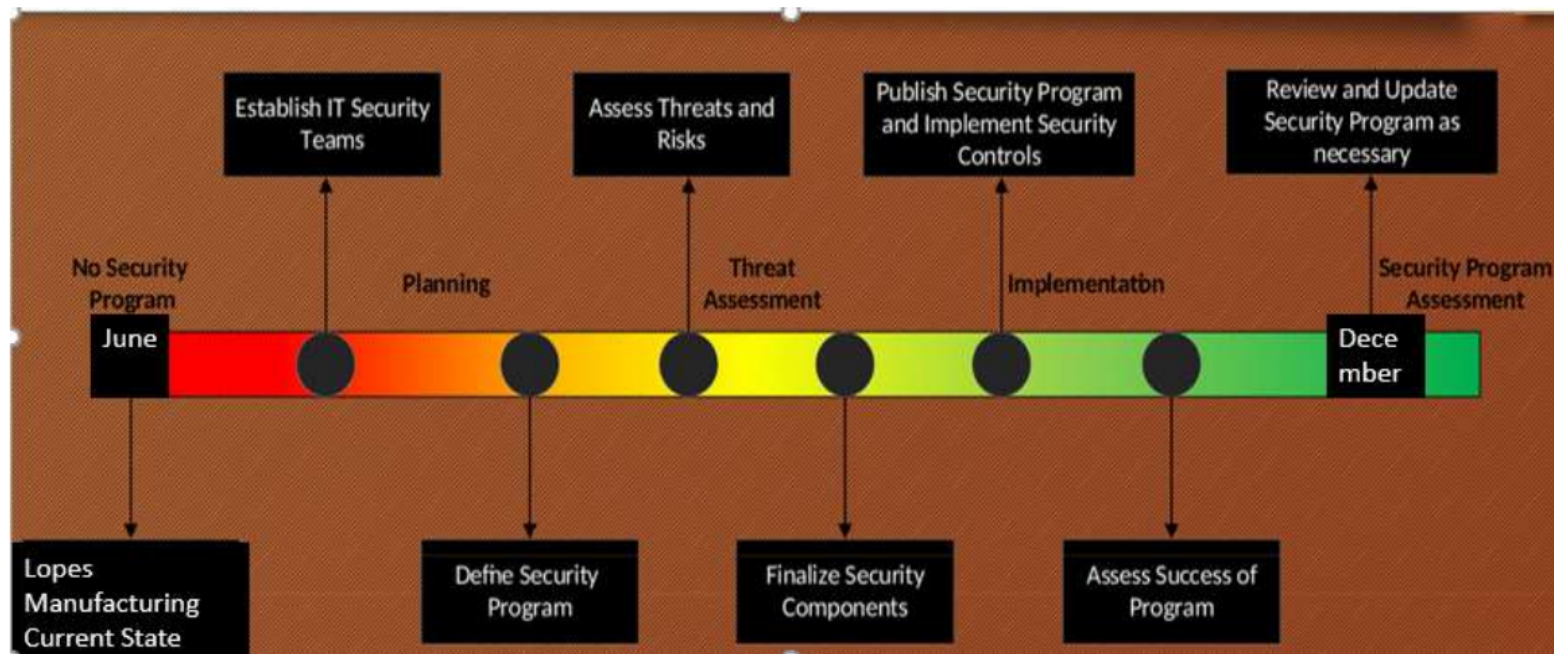 Establish IT Security
Teams
Assess Threats and
Risks
Publish Security Program
and Implement Security
Controls
Review and Update
Security Program as
necessary
No Security
Program
Planning
Threat
Assessment
Implementation
Security Program
Assessment
June
Dece
mber
Lopes
Manufacturing
Current State
Define Security
Program
Finalize Security
Components
Assess Success of
Program